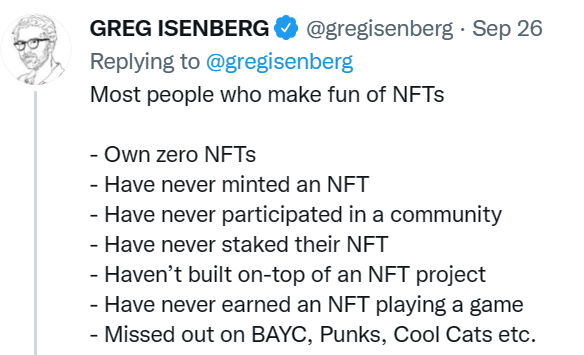 GREG ISENBERG @gregisenberg · Sep 26
Replying to @gregisenberg
Most people who make fun of NFTs
- Own zero NFTs
- Have never minted an NFT
- Have never participated in a community
- Have never staked their NFT
- Haven’t built on-top of an NFT project
- Have never earned an NFT playing a game
- Missed out on BAYC, Punks, Cool Cats etc.